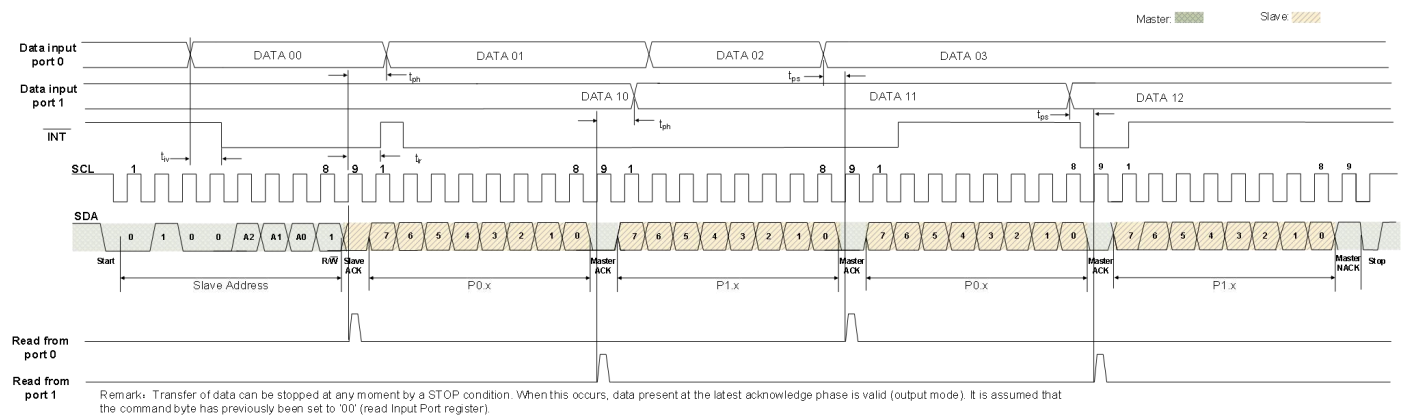 Master: Slave:
Data input
port 0
DATA 00 DATA 01 DATA 02 DATA 03
tph tps
Data input
port 1
DATA 10 DATA 11 DATA 12
tph tps
INT
tiv tir
SCL
1 8 9 1 8 9 1 8 9 1 8 9 1 8 9
SDA
0 1 0 0 A2 A1 A0 1 7 6 5 4 3 2 1 0 7 6 5 4 3 2 1 0 7 6 5 4 3 2 1 0 7 6 5 4 3 2 1 0
Start R/W Slave
ACK Master
ACK Master
ACK Master
ACK Master
NACK Stop
Slave Address P0.x P1.x P0.x P1.x
Read from
port 0
Read from
port 1
Remark: Transfer of data can be stopped at any moment by a STOP condition. When this occurs, data present at the latest acknowledge phase is valid (output mode). It is assumed that
the command byte has previously been set to '00' (read Input Port register).